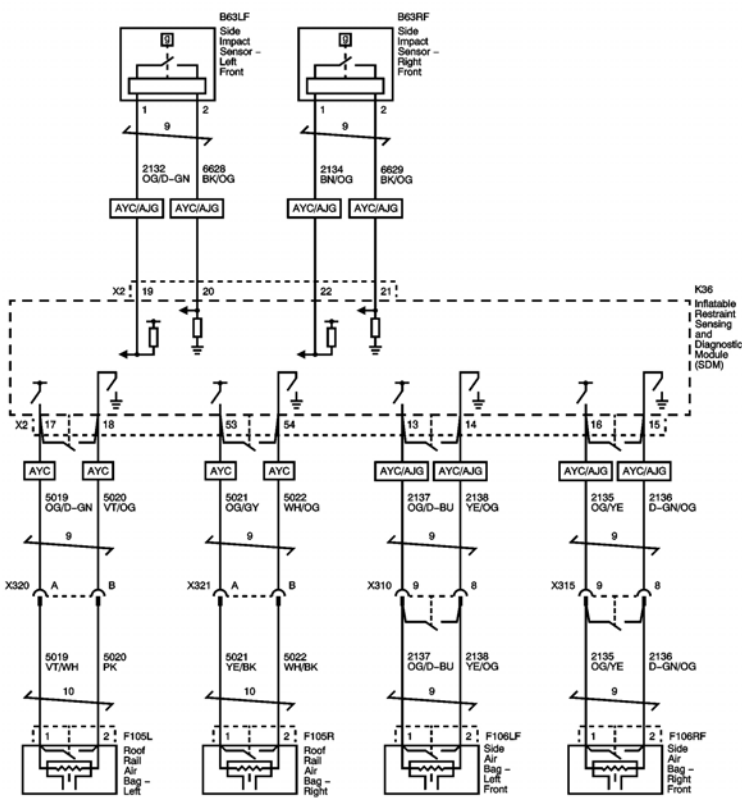 B63LF
Side
Impact
Sensor –
Left
Front
B63RF
Side
Impact
Sensor –
Right
Front
g
g
1 2 1 2
9 9
2132 6628 2134 6629
OG/D-GN BK/OG BN/OG BK/OG
AYC/AJG AYC/AJG AYC/AJG AYC/AJG
X2 19 20 22 21
K36
Inflatable
Restraint
Sensing
and
Diagnostic
Module
(SDM)
X2 17 18 53 54 13 14 16 15
AYC AYC AYC AYC AYC/AJG AYC/AJG AYC/AJG AYC/AJG
5019 5020 5021 5022 2137 2138 2135 2136
OG/D-GN VT/OG OG/GY WH/OG OG/D-BU YE/OG OG/YE D-GN/OG
9 9 9 9
X320 A B X321 A B X310 9 8 X315 9 8
5019 5020 5021 5022 2137 2138 2135 2136
VT/WH PK YE/BK WH/BK OG/D-BU YE/OG OG/YE D-GN/OG
10 10 9 9
1 2 1 2 1 2 1 2
F105L
Roof
Rail
Air
Bag –
Left
F105R
Roof
Rail
Air
Bag –
Right
F106LF
Side
Air
Bag –
Left
Front
F106RF
Side
Air
Bag –
Right
Front